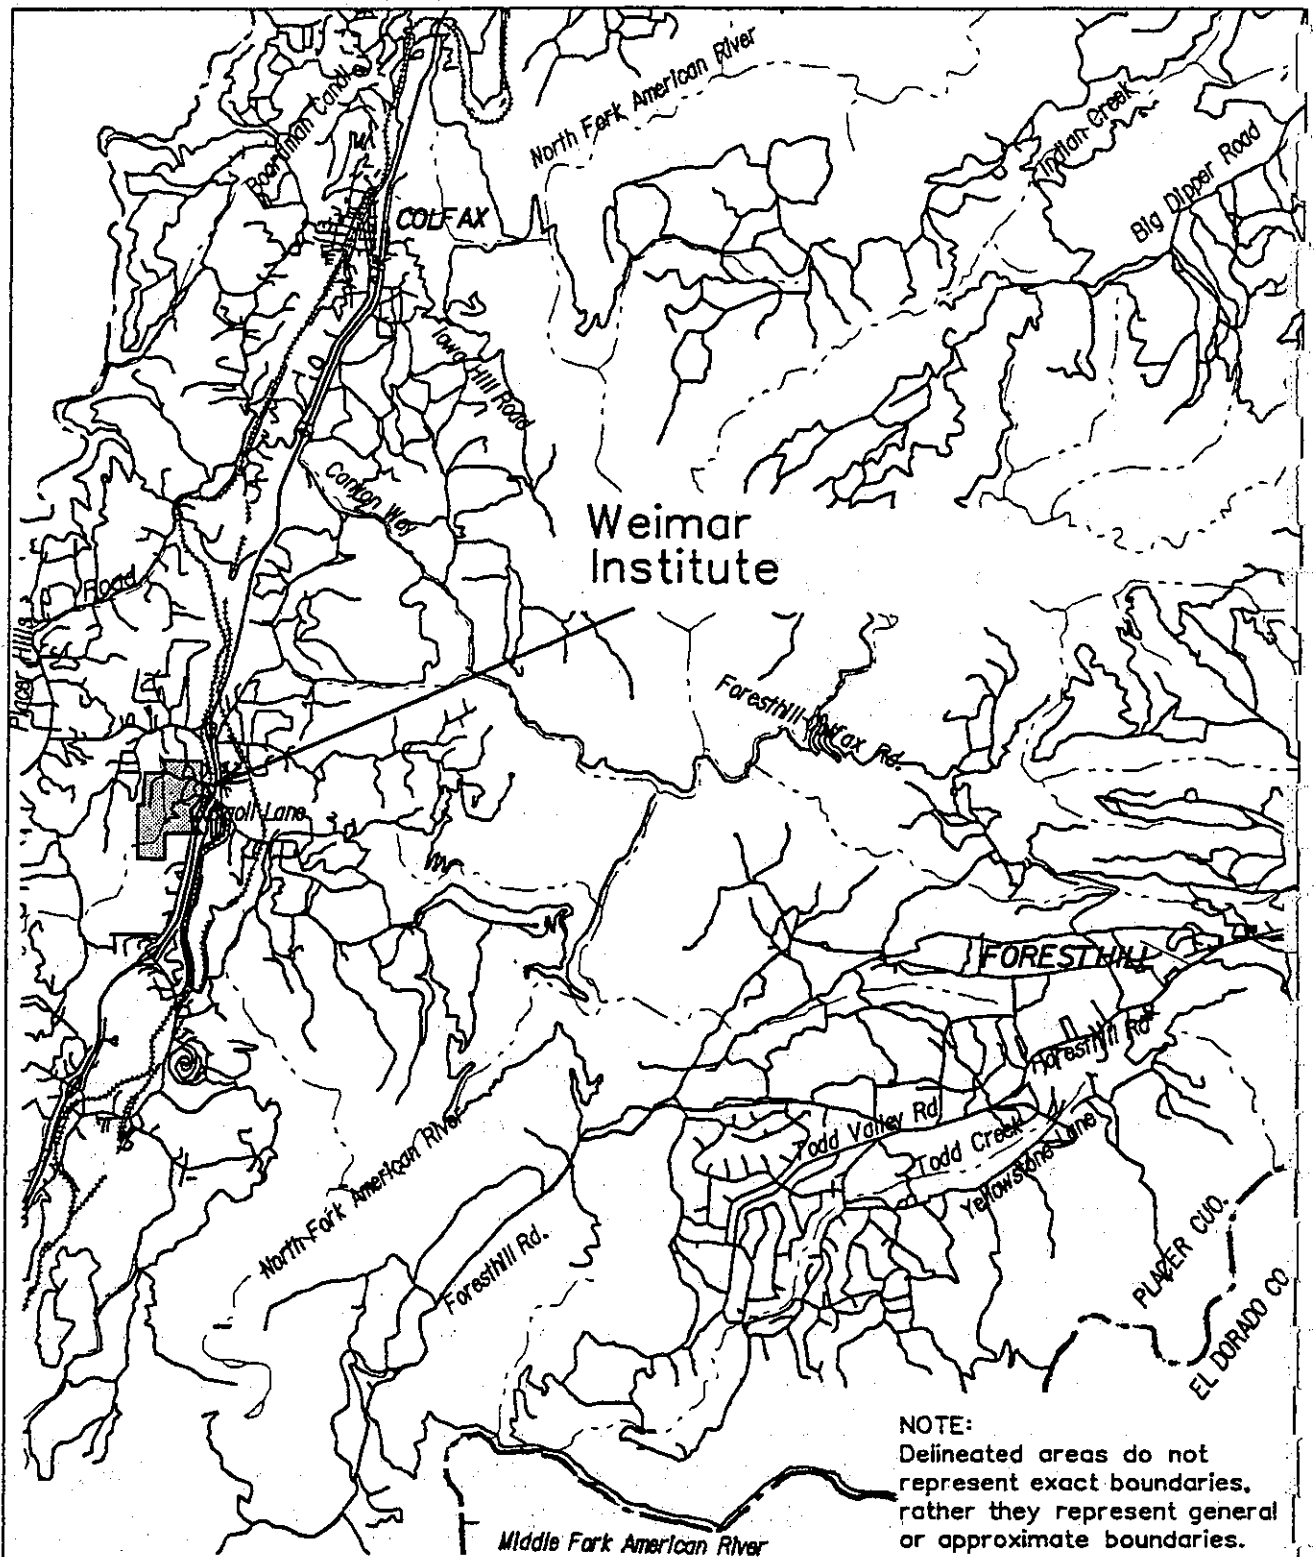 North Fork American River
Boardman Canal
Indian Creek
Big Dipper Road
COLFAX
Iowa Hill Road
Canyon Way
Weimar
Institute
Placer Hills
Road
Foresthill
Rd.
Lane
FORESTHILL
Foresthill Rd
Todd Valley Rd
Todd Creek
Yellowstone Lane
North Fork American River
Foresthill Rd.
PLACER CUO.
EL DORADO CO
NOTE:
Delineated areas do not
represent exact boundaries,
rather they represent general
or approximate boundaries.
Middle Fork American River